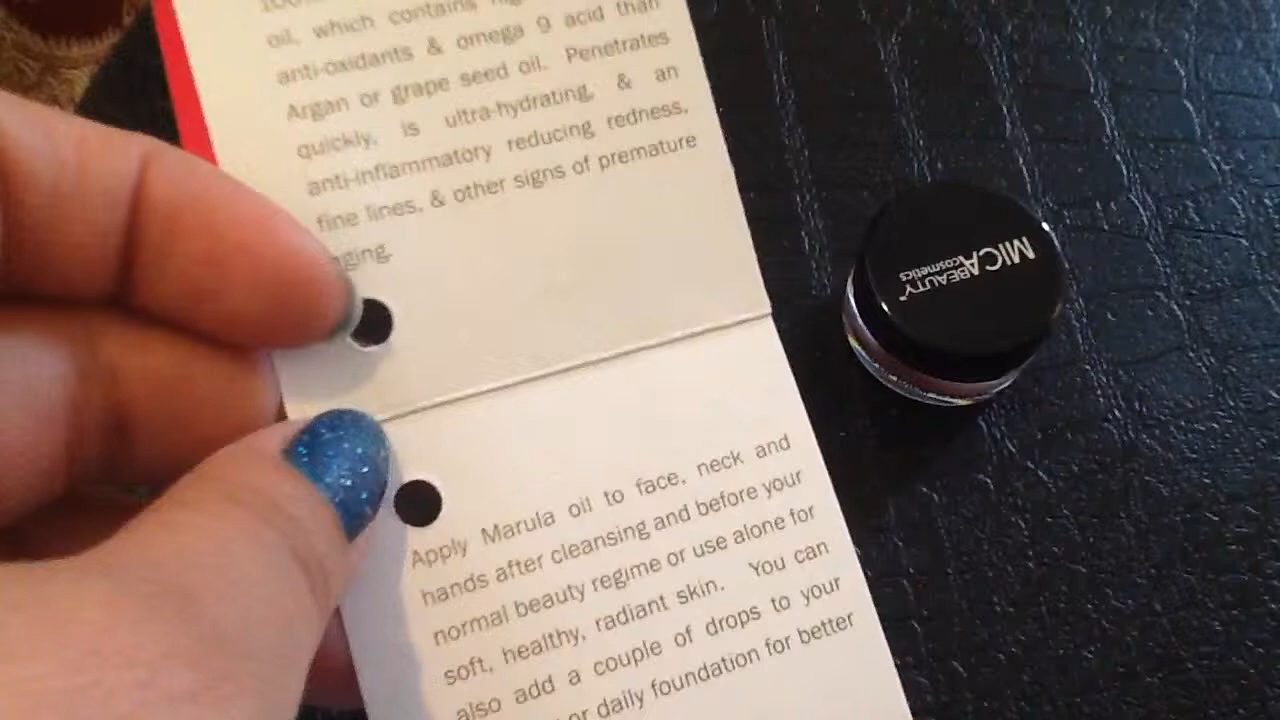 oil, which contains
anti-oxidants & omega 9 acid than
Argan or grape seed oil. Penetrates
quickly, is ultra-hydrating, & an
anti-inflammatory reducing redness,
fine lines, & other signs of premature
aging.
Apply Marula oil to face, neck and
hands after cleansing and before your
normal beauty regime or use alone for
soft, healthy, radiant skin. You can
also add a couple of drops to your
or daily foundation for better
MICABEAUTY
cosmetics